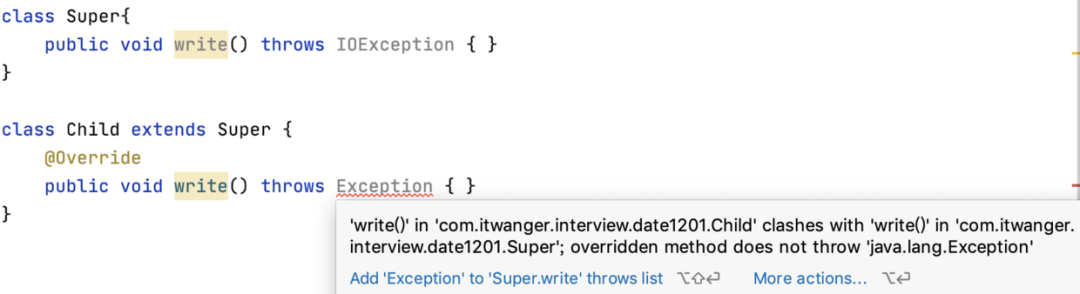 class Super{
    public void write() throws IOException { }
}
class Child extends Super {
    @Override
    public void write() throws Exception { }
}
'write()' in 'com.itwanger.interview.date1201.Child' clashes with 'write()' in 'com.itwanger.
interview.date1201.Super'; overridden method does not throw 'java.lang.Exception'
Add 'Exception' to 'Super.write' throws list ⌥⇧⏎ More actions... ⌥⏎